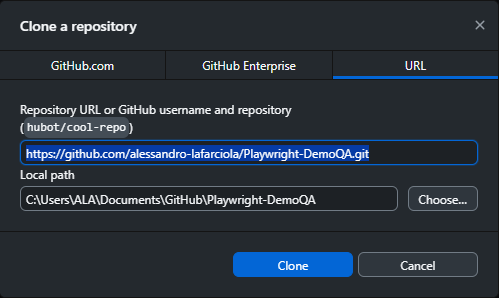 Clone a repository
GitHub.com
GitHub Enterprise
URL
Repository URL or GitHub username and repository
(hubot/cool-repo)
https://github.com/alessandro-lafarciola/Playwright-DemoQA.git
Local path
C:\Users\ALA\Documents\GitHub\Playwright-DemoQA
Choose...
Clone
Cancel